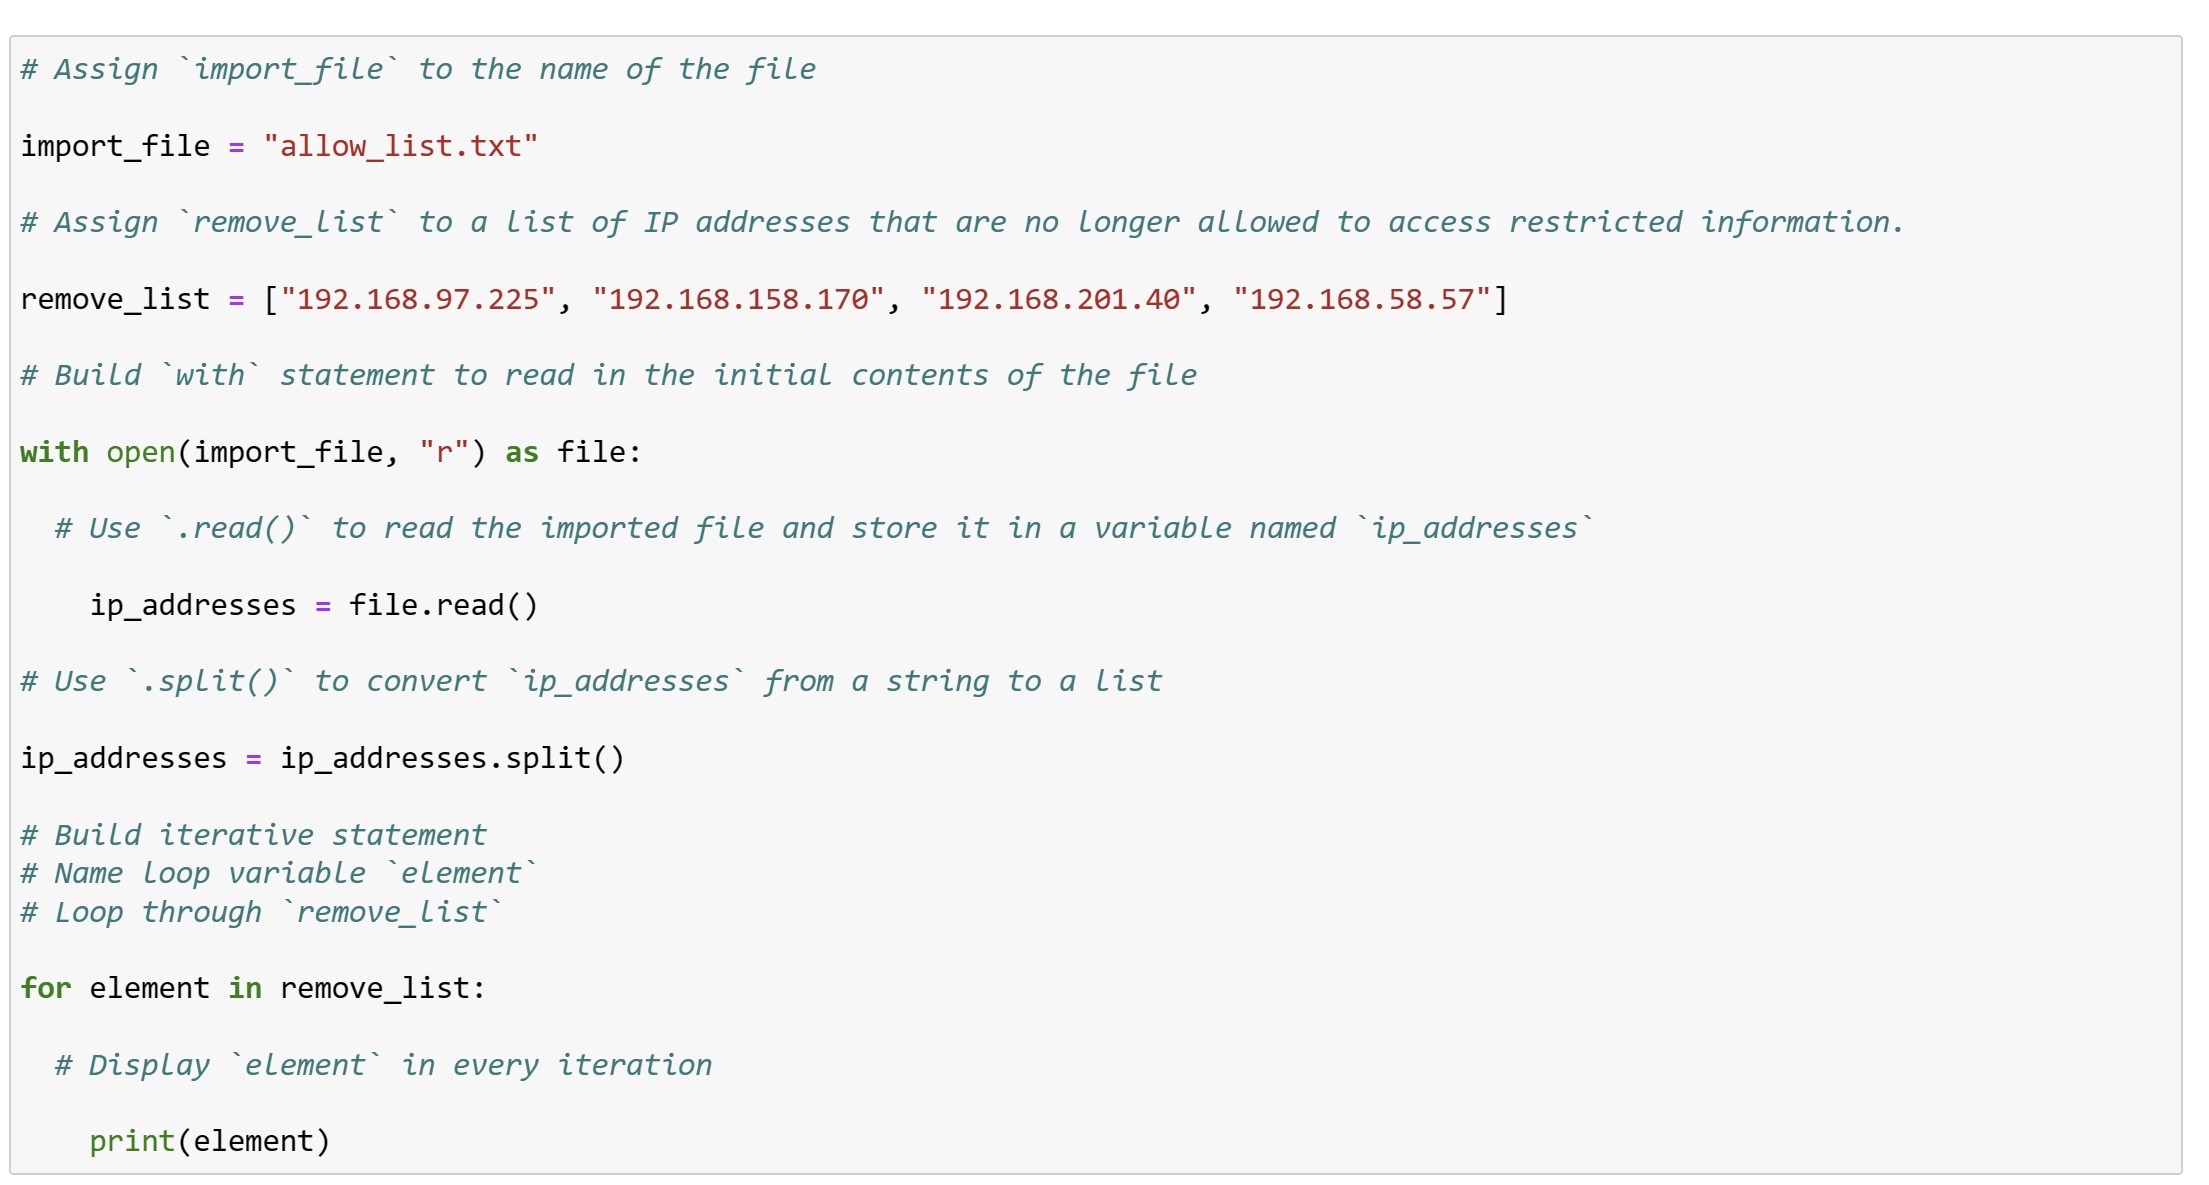 # Assign `import_file` to the name of the file
import_file = "allow_list.txt"
# Assign `remove_list` to a list of IP addresses that are no longer allowed to access restricted information.
remove_list = ["192.168.97.225", "192.168.158.170", "192.168.201.40", "192.168.58.57"]
# Build `with` statement to read in the initial contents of the file
with open(import_file, "r") as file:
  # Use `.read()` to read the imported file and store it in a variable named `ip_addresses`
    ip_addresses = file.read()
# Use `.split()` to convert `ip_addresses` from a string to a list
ip_addresses = ip_addresses.split()
# Build iterative statement
# Name loop variable `element`
# Loop through `remove_list`
for element in remove_list:
  # Display `element` in every iteration
    print(element)